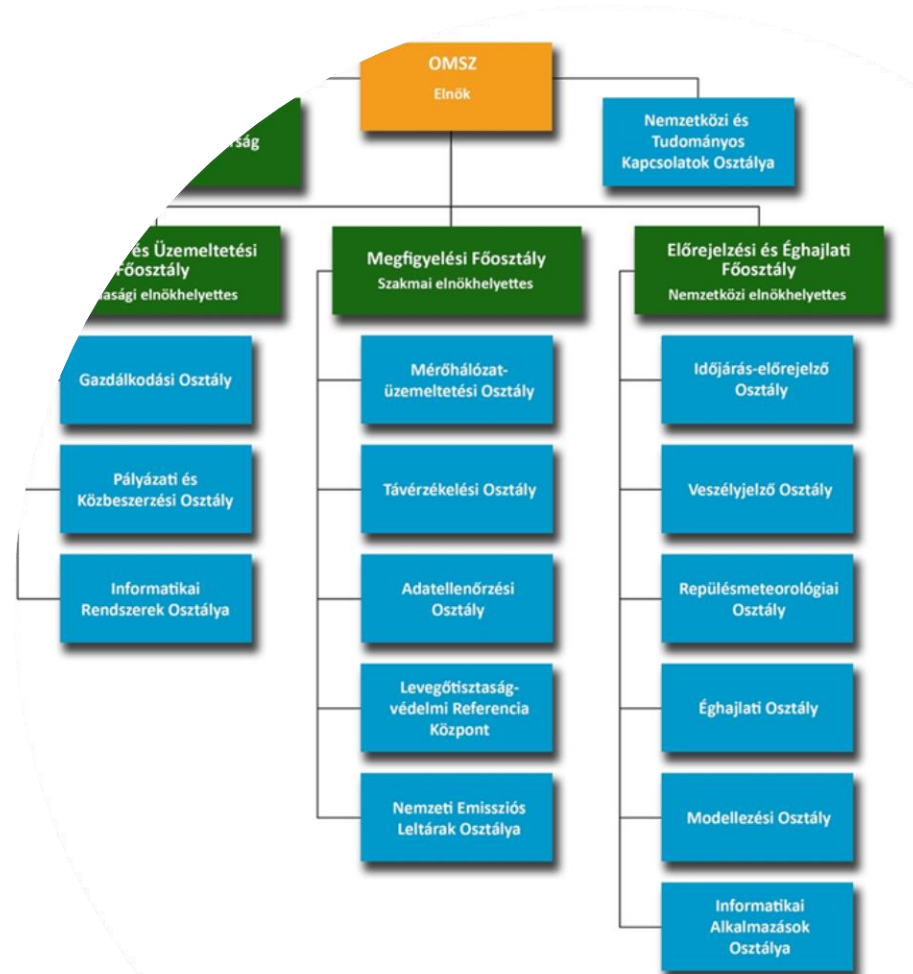 OMSZ
Elnök
Nemzetközi és
Tudományos
Kapcsolatok Osztálya
és Üzemeltetési
Főosztály
elnökhelyettes
Gazdálkodási Osztály
Pályázati és
Közbeszerzési Osztály
Informatikai
Rendszerek Osztálya
Megfigyelési Főosztály
Szakmai elnökhelyettes
Mérőhálózat-
üzemeltetési Osztály
Távérzékelési Osztály
Adatellenőrzési
Osztály
Levegőtisztaság-
védelmi Referencia
Központ
Nemzeti Emissziós
Leltárak Osztálya
Előrejelzési és Éghajlati
Főosztály
Nemzetközi elnökhelyettes
Időjárás-előrejelző
Osztály
Veszélyjelző Osztály
Repülésmeteorológiai
Osztály
Éghajlati Osztály
Modellezési Osztály
Informatikai
Alkalmazások
Osztálya